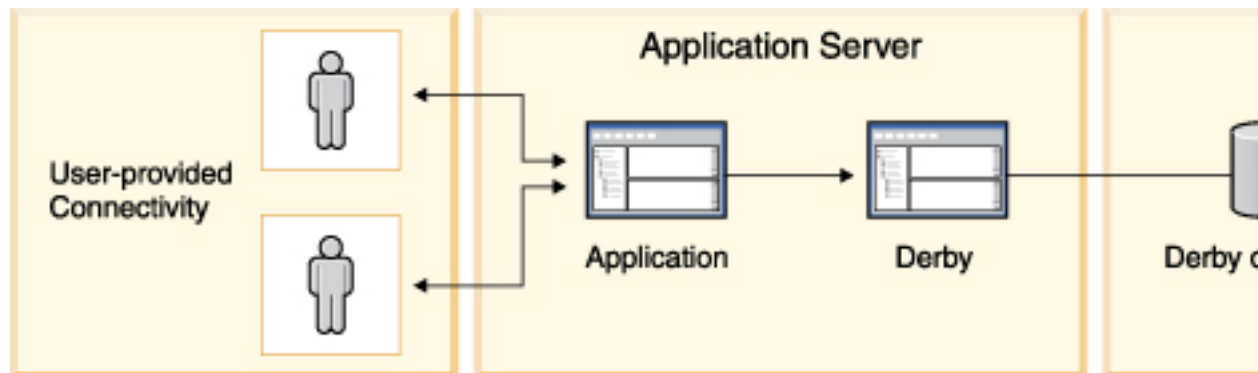 Application Server
User-provided
Connectivity
Application
Derby
Derby